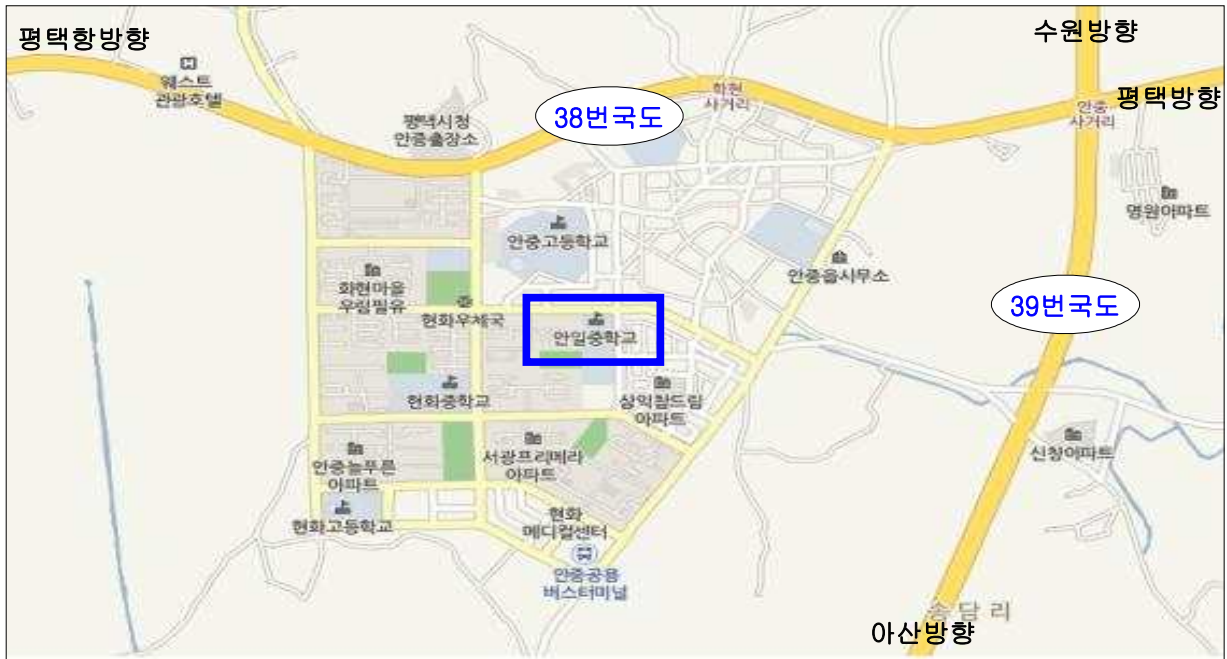 평택항방향
수원방향
웨스트
관광호텔
평택시청
안중출장소
38번국도
학현
사거리
안중
사거리
평택방향
명원아파트
안중고등학교
안중읍사무소
화현마을
우림필유
현화우체국
안일중학교
39번국도
현화중학교
삼익참드림
아파트
안중늘푸른
아파트
서광프리메라
아파트
신창아파트
현화고등학교
현화
메디컬센터
안중공용
버스터미널
송담리
아산방향